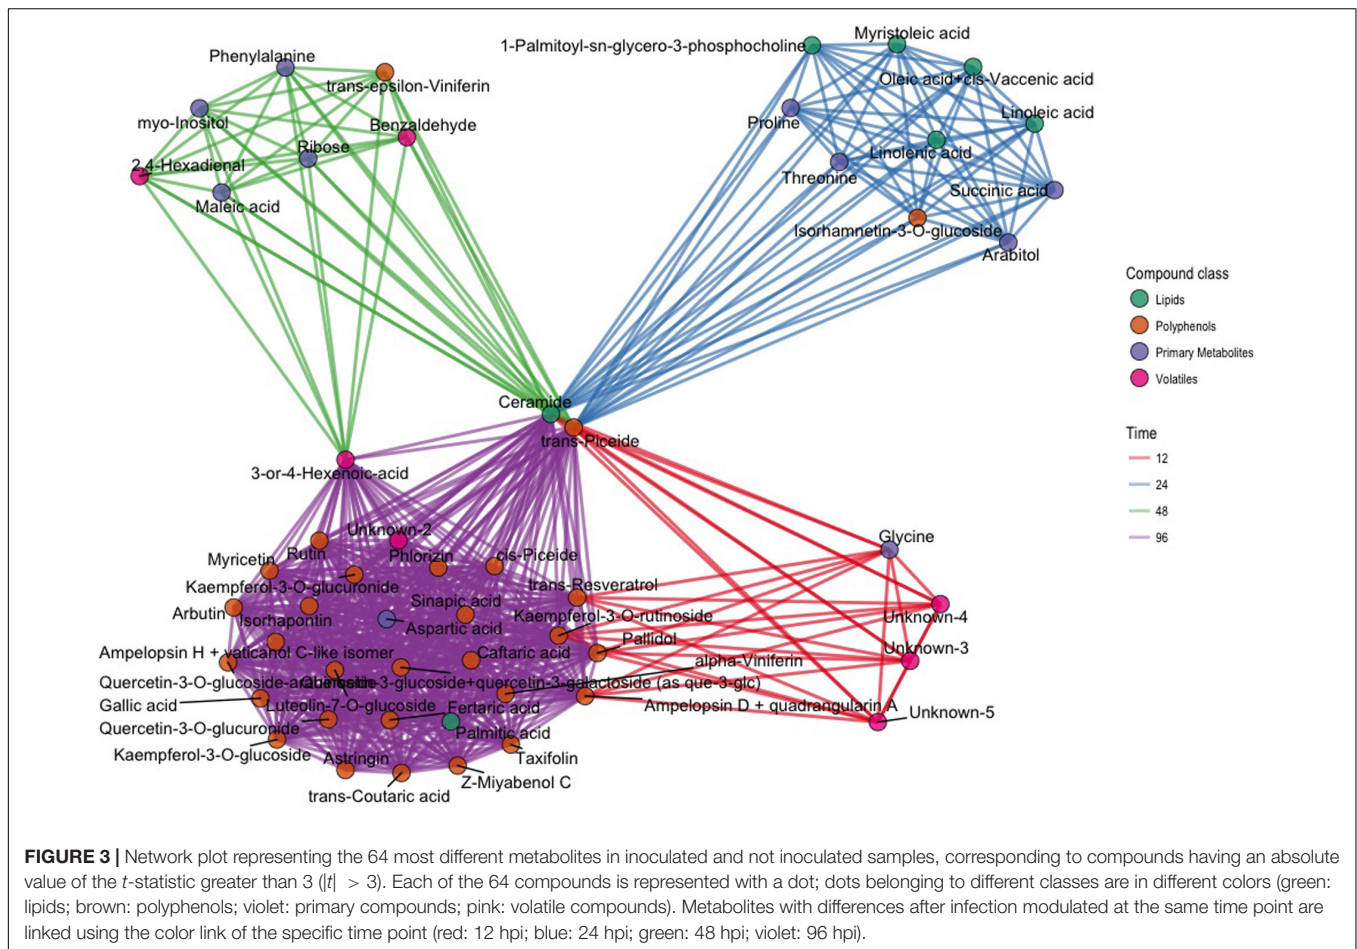 1-Palmitoyl-sn-glycero-3-phosphocholine
Myristoleic acid
Phenylalanine
trans-epsilon-Viniferin
Oleic acid+cis-Vaccenic acid
Linoleic acid
myo-Inositol
Benzaldehyde
Proline
Ribose
Linolenic acid
2,4-Hexadienal
Threonine
Succinic acid
Maleic acid
Isorhamnetin-3-O-glucoside
Arabitol
Compound class
Lipids
Polyphenols
Primary Metabolites
Volatiles
Ceramide
trans-Piceide
Time
12
24
48
96
3-or-4-Hexenoic-acid
Unknown-2
Glycine
Myricetin
Rutin
Phlorizin
cis-Piceide
Kaempferol-3-O-glucuronide
trans-Resveratrol
Arbutin
Isorhapontin
Sinapic acid
Kaempferol-3-O-rutinoside
Unknown-4
Aspartic acid
Pallidol
Ampelopsin H + vaticanol C-like isomer
Caftaric acid
alpha-Viniferin
Unknown-3
Quercetin-3-O-glucoside-arabinoside
Quercetin-3-glucoside+quercetin-3-galactoside (as que-3-glc)
Gallic acid
Luteolin-7-O-glucoside
Fertaric acid
Ampelopsin D + quadrangularin A
Unknown-5
Quercetin-3-O-glucuronide
Palmitic acid
Kaempferol-3-O-glucoside
Astringin
Taxifolin
Z-Miyabenol C
trans-Coutaric acid
FIGURE 3 | Network plot representing the 64 most different metabolites in inoculated and not inoculated samples, corresponding to compounds having an absolute
value of the t-statistic greater than 3 (|t| > 3). Each of the 64 compounds is represented with a dot; dots belonging to different classes are in different colors (green:
lipids; brown: polyphenols; violet: primary compounds; pink: volatile compounds). Metabolites with differences after infection modulated at the same time point are
linked using the color link of the specific time point (red: 12 hpi; blue: 24 hpi; green: 48 hpi; violet: 96 hpi).